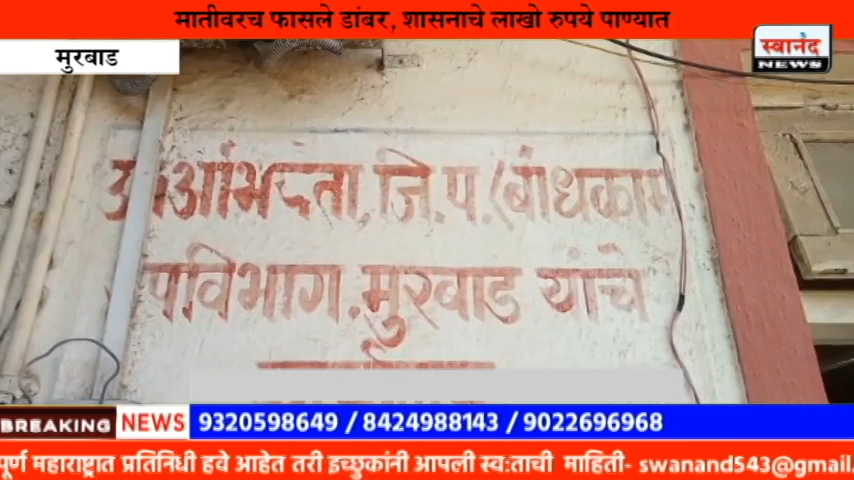 मातीवरच फासले डांबर, शासनाचे लाखो रुपये पाण्यात
मुरबाड
स्वानंद
NEWS
जि.प.(बांधकाम
पविभाग.मुरबाड यांचे
BREAKING NEWS 9320598649 / 8424988143 / 9022696968
पूर्ण महाराष्ट्रात प्रतिनिधी हवे आहेत तरी इच्छुकांनी आपली स्व:ताची माहिती- swanand543@gmail.